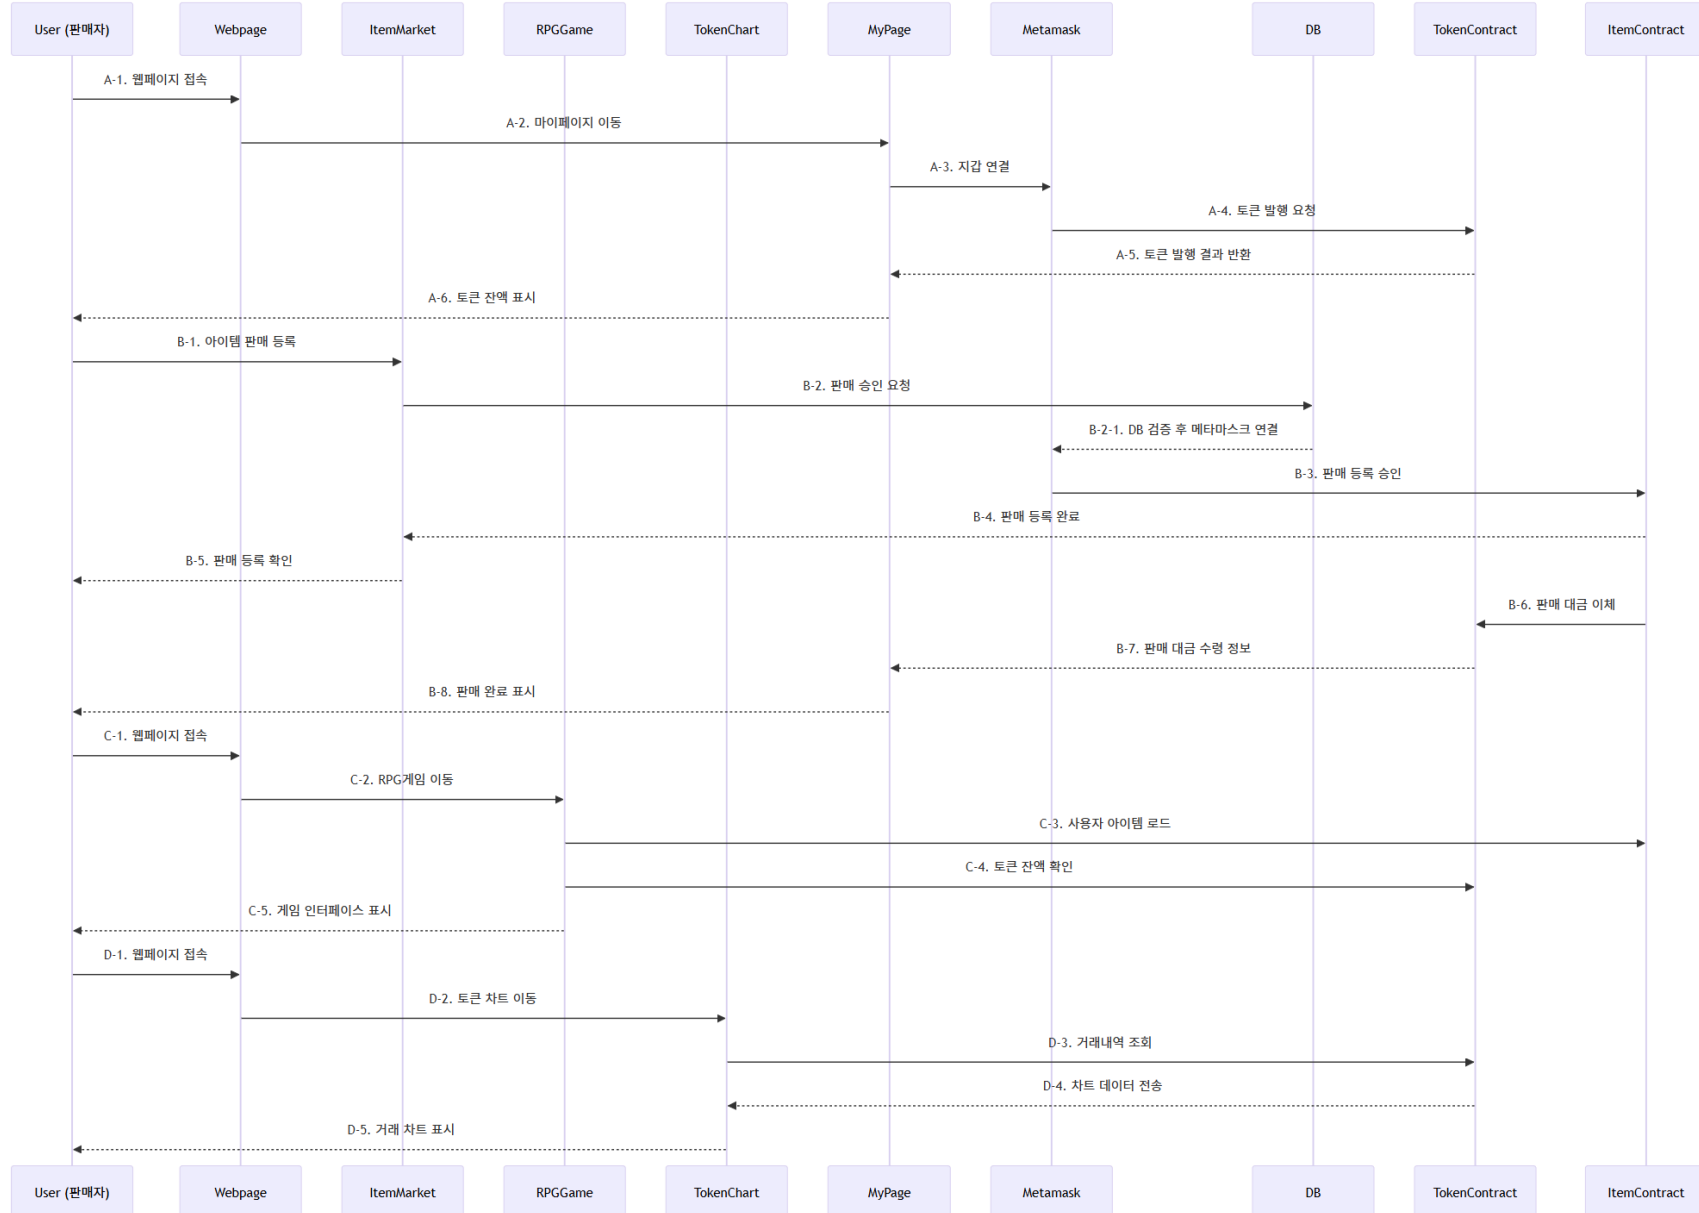 User (판매자)
Webpage
ItemMarket
RPGGame
TokenChart
MyPage
Metamask
DB
TokenContract
ItemContract
A-1. 웹페이지 접속
A-2. 마이페이지 이동
A-3. 지갑 연결
A-4. 토큰 발행 요청
A-5. 토큰 발행 결과 반환
A-6. 토큰 잔액 표시
B-1. 아이템 판매 등록
B-2. 판매 승인 요청
B-2-1. DB 검증 후 메타마스크 연결
B-3. 판매 등록 승인
B-4. 판매 등록 완료
B-5. 판매 등록 확인
B-6. 판매 대금 이체
B-7. 판매 대금 수령 정보
B-8. 판매 완료 표시
C-1. 웹페이지 접속
C-2. RPG게임 이동
C-3. 사용자 아이템 로드
C-4. 토큰 잔액 확인
C-5. 게임 인터페이스 표시
D-1. 웹페이지 접속
D-2. 토큰 차트 이동
D-3. 거래내역 조회
D-4. 차트 데이터 전송
D-5. 거래 차트 표시
User (판매자)
Webpage
ItemMarket
RPGGame
TokenChart
MyPage
Metamask
DB
TokenContract
ItemContract